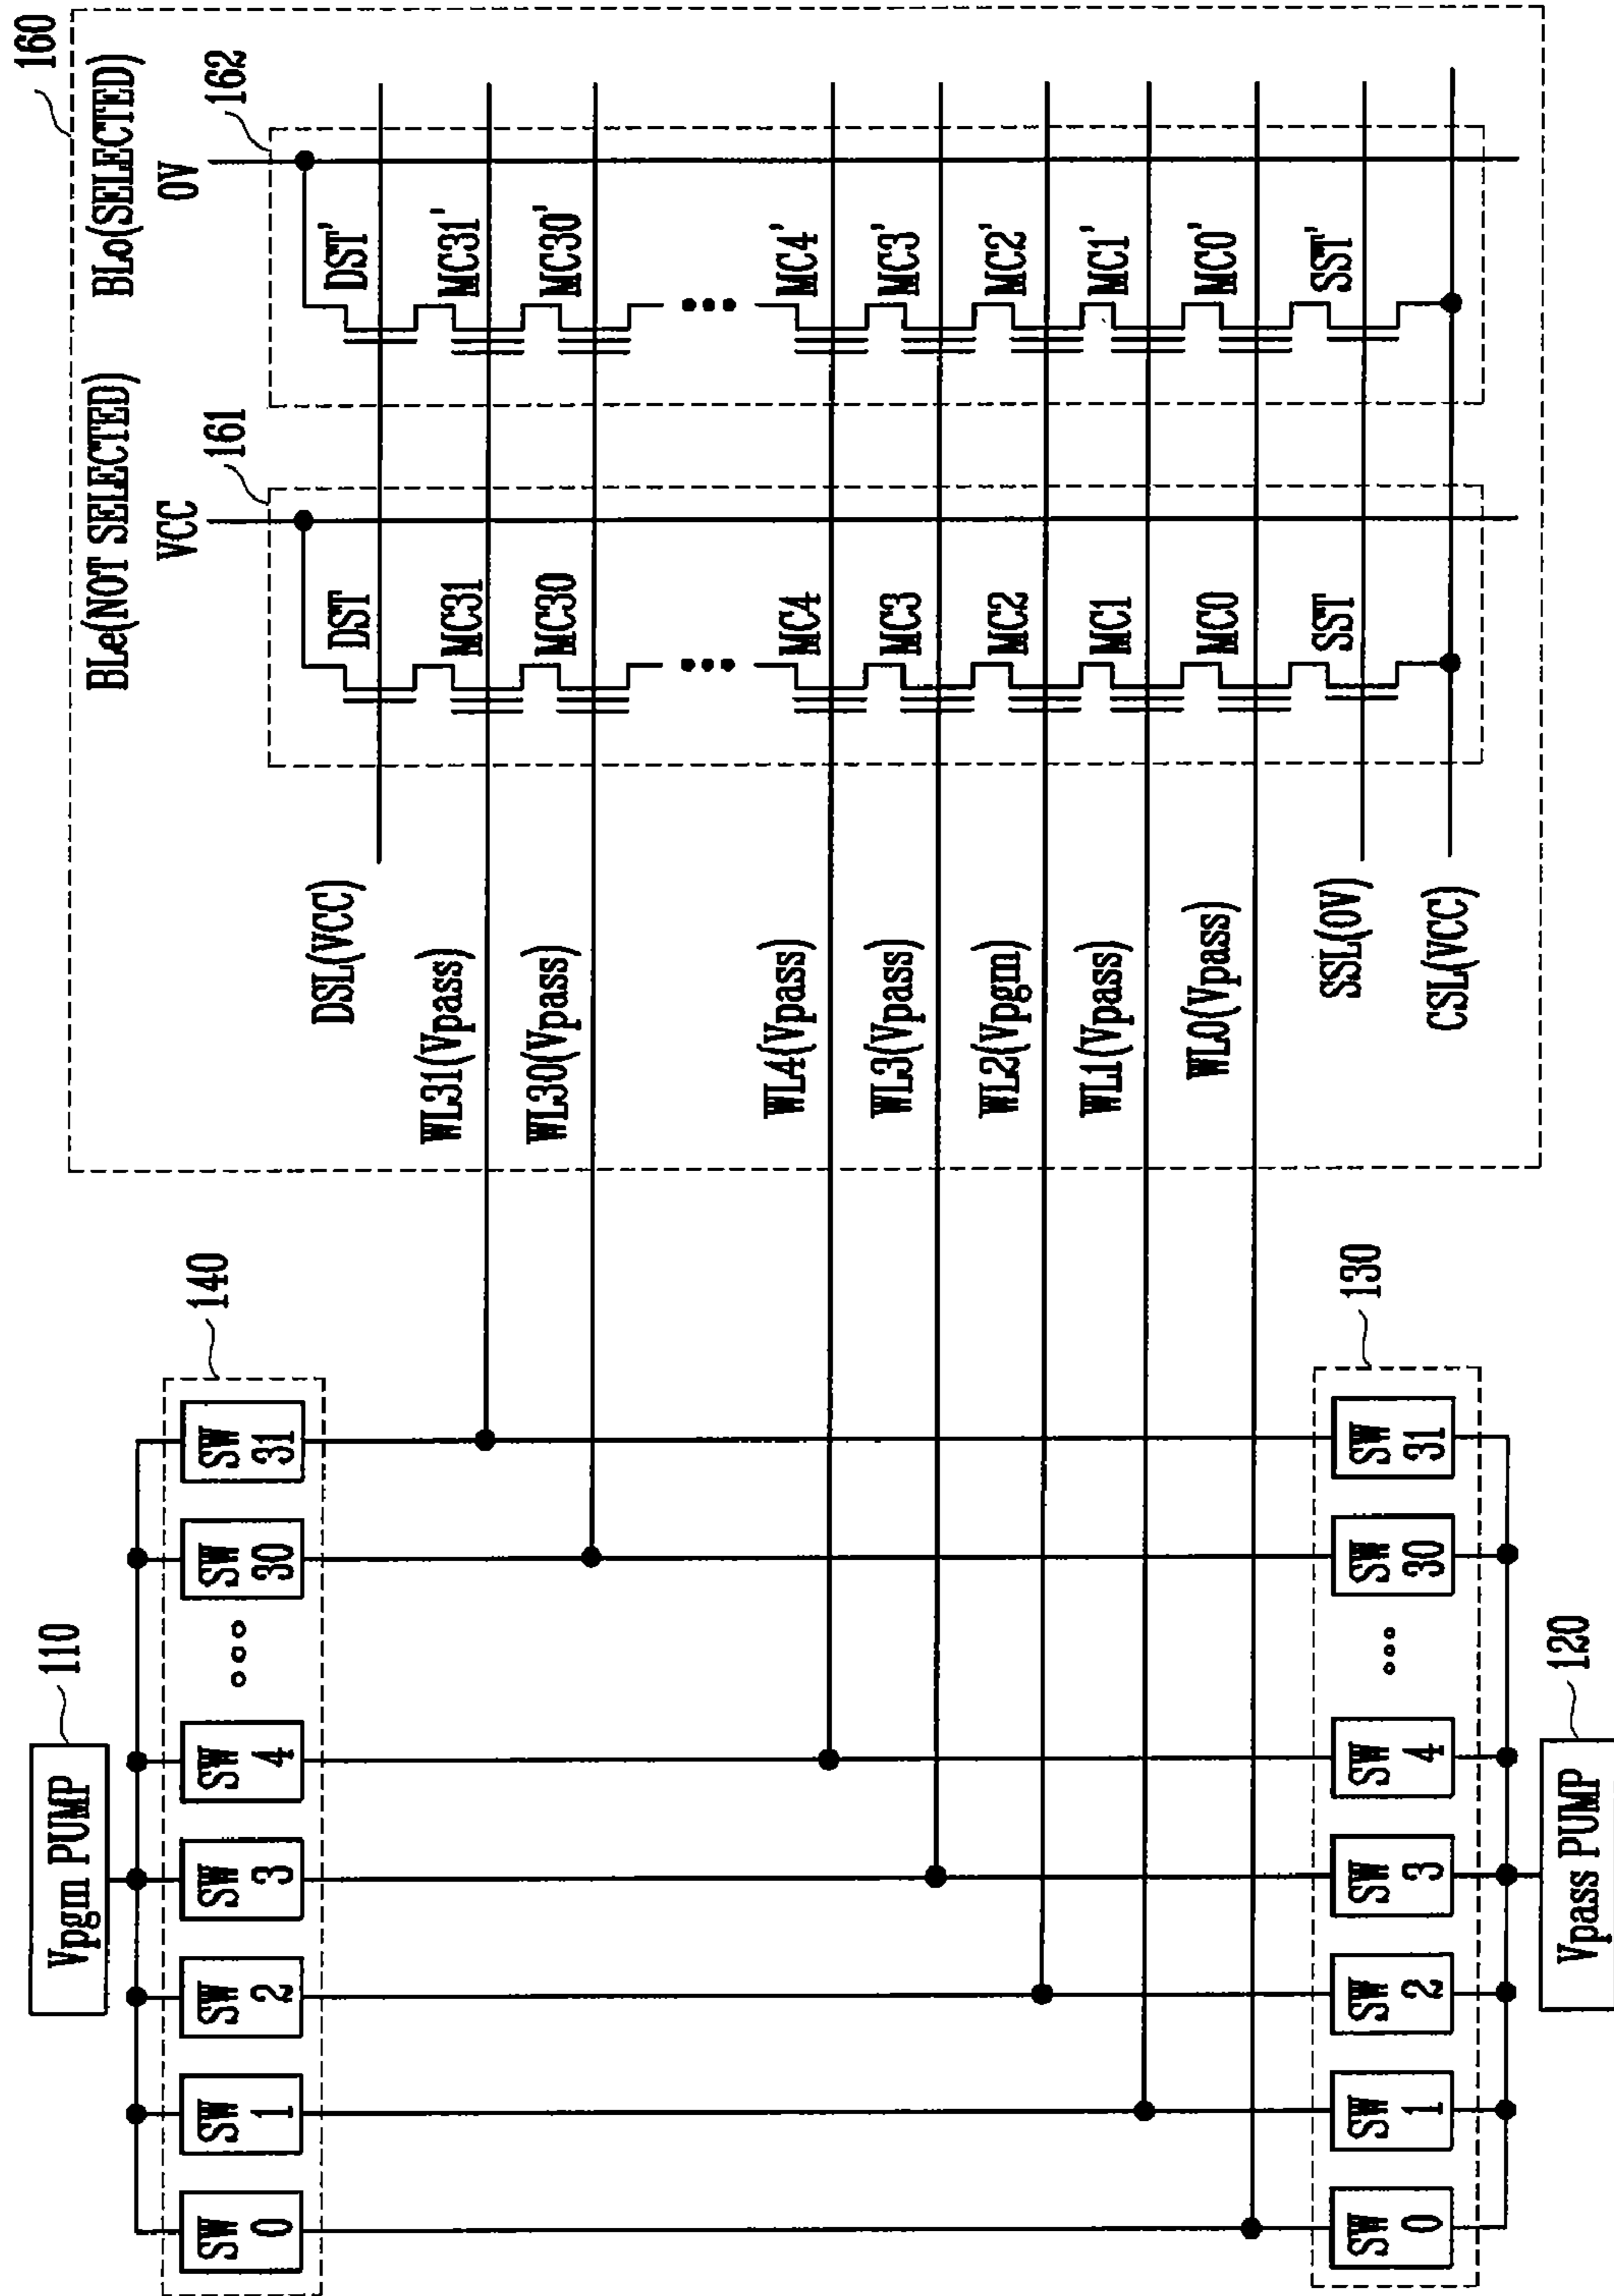 160
BLe(NOT SELECTED)
BLo(SELECTED)
VCC
0V
161
162
DSL(VCC)
DST
DST'
WL31(Vpass)
MC31
MC31'
WL30(Vpass)
MC30
MC30'
WL4(Vpass)
MC4
MC4'
WL3(Vpass)
MC3
MC3'
WL2(Vpgm)
MC2
MC2'
WL1(Vpass)
MC1
MC1'
WL0(Vpass)
MC0
MC0'
SSL(0V)
SST
SST'
CSL(VCC)
Vpgm PUMP
110
140
SW
0
SW
1
SW
2
SW
3
SW
4
SW
30
SW
31
130
SW
0
SW
1
SW
2
SW
3
SW
4
SW
30
SW
31
Vpass PUMP
120